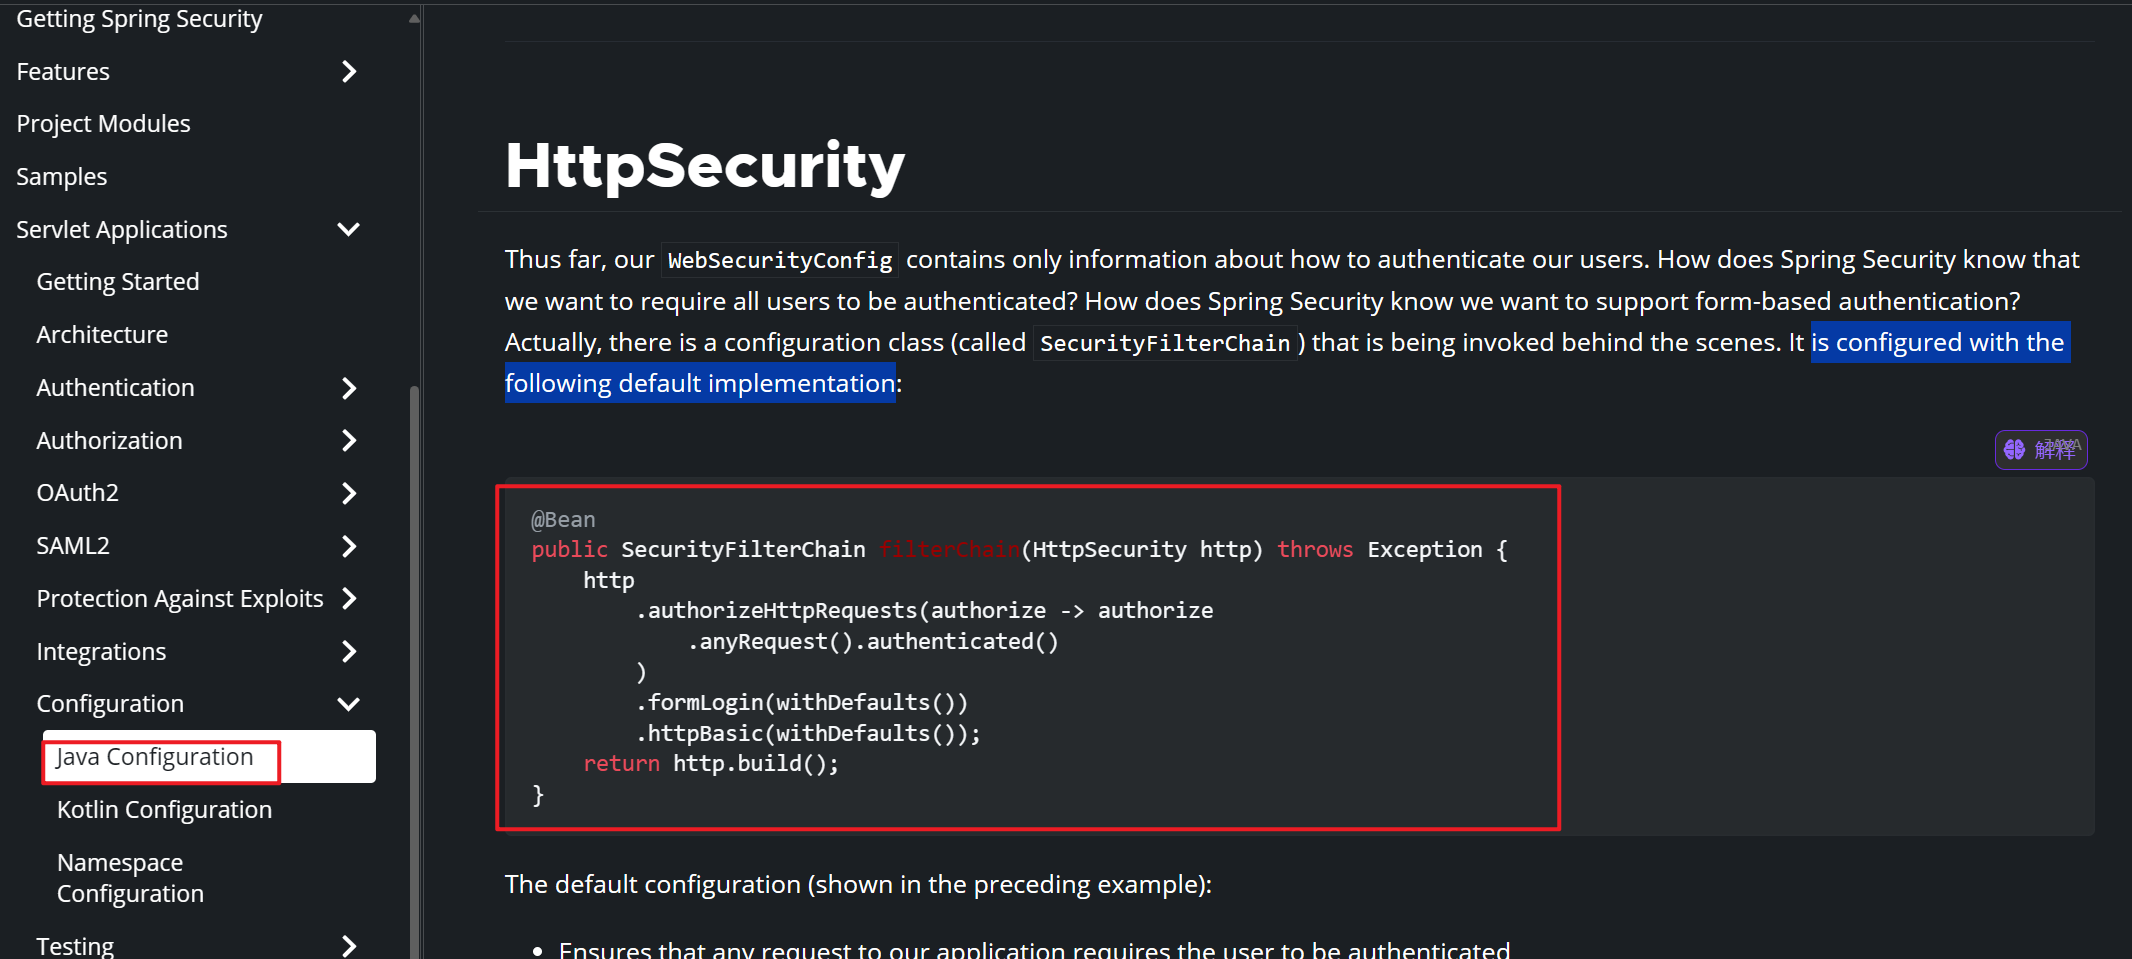 Getting Spring Security
Features
Project Modules
Samples
Servlet Applications
Getting Started
Architecture
Authentication
Authorization
OAuth2
SAML2
Protection Against Exploits
Integrations
Configuration
Java Configuration
Kotlin Configuration
Namespace
Configuration
Testing
HttpSecurity
Thus far, our WebSecurityConfig contains only information about how to authenticate our users. How does Spring Security know that
we want to require all users to be authenticated? How does Spring Security know we want to support form-based authentication?
Actually, there is a configuration class (called SecurityFilterChain) that is being invoked behind the scenes. It is configured with the
following default implementation:
解释
JAVA
@Bean
public SecurityFilterChain filterChain(HttpSecurity http) throws Exception {
    http
        .authorizeHttpRequests(authorize -> authorize
            .anyRequest().authenticated()
        )
        .formLogin(withDefaults())
        .httpBasic(withDefaults());
    return http.build();
}
The default configuration (shown in the preceding example):
• Ensures that any request to our application requires the user to be authenticated